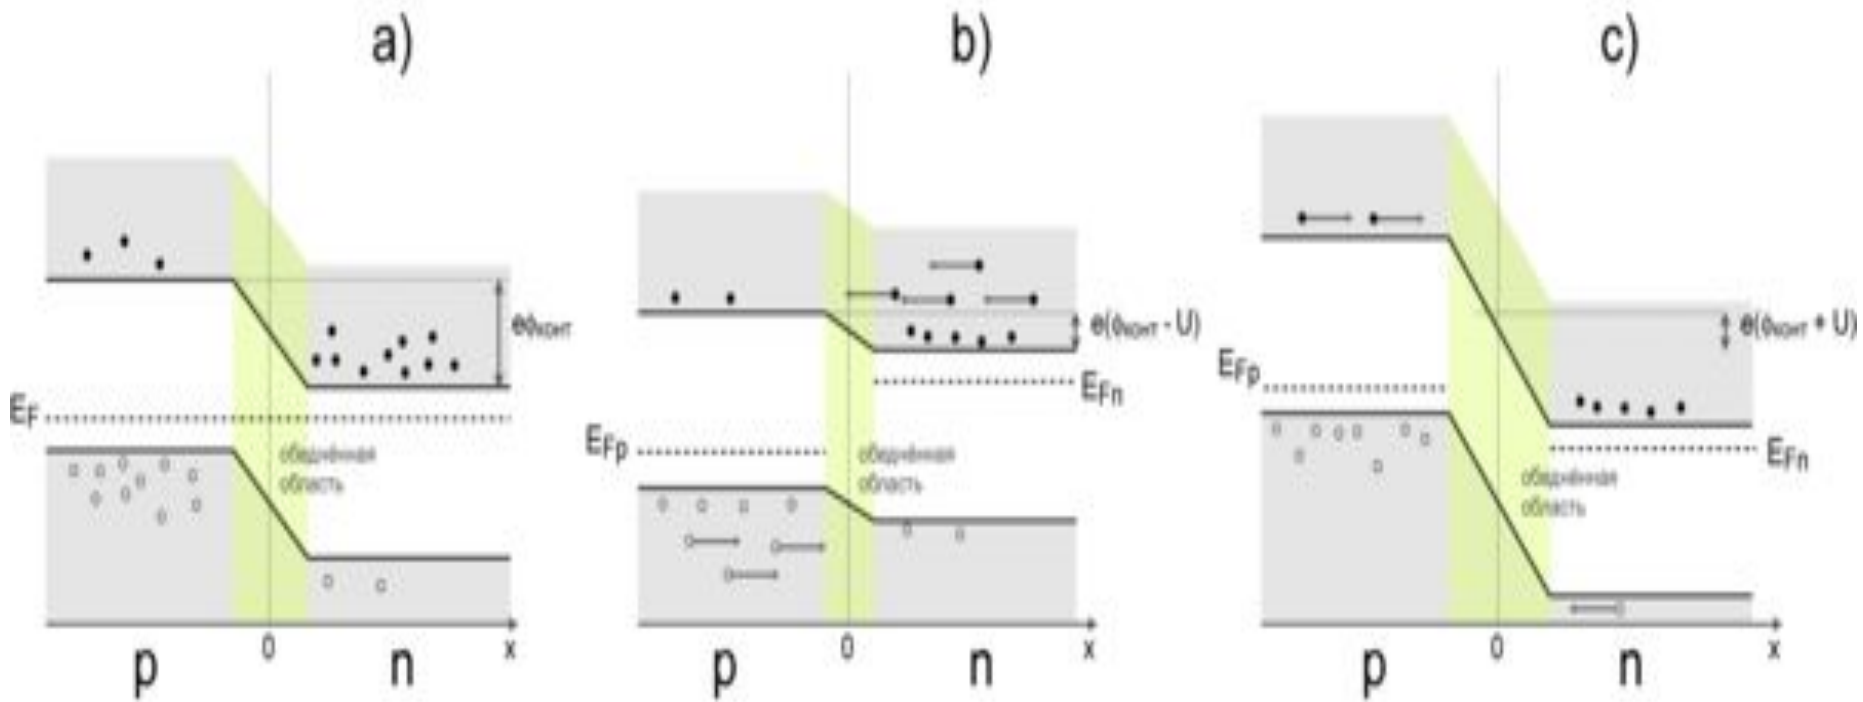 a)
eϕконт
EF
обеднённая
область
0
x
p
n
b)
e(ϕконт - U)
EFn
EFp
обеднённая
область
0
x
p
n
c)
e(ϕконт + U)
EFp
EFn
обеднённая
область
0
x
p
n